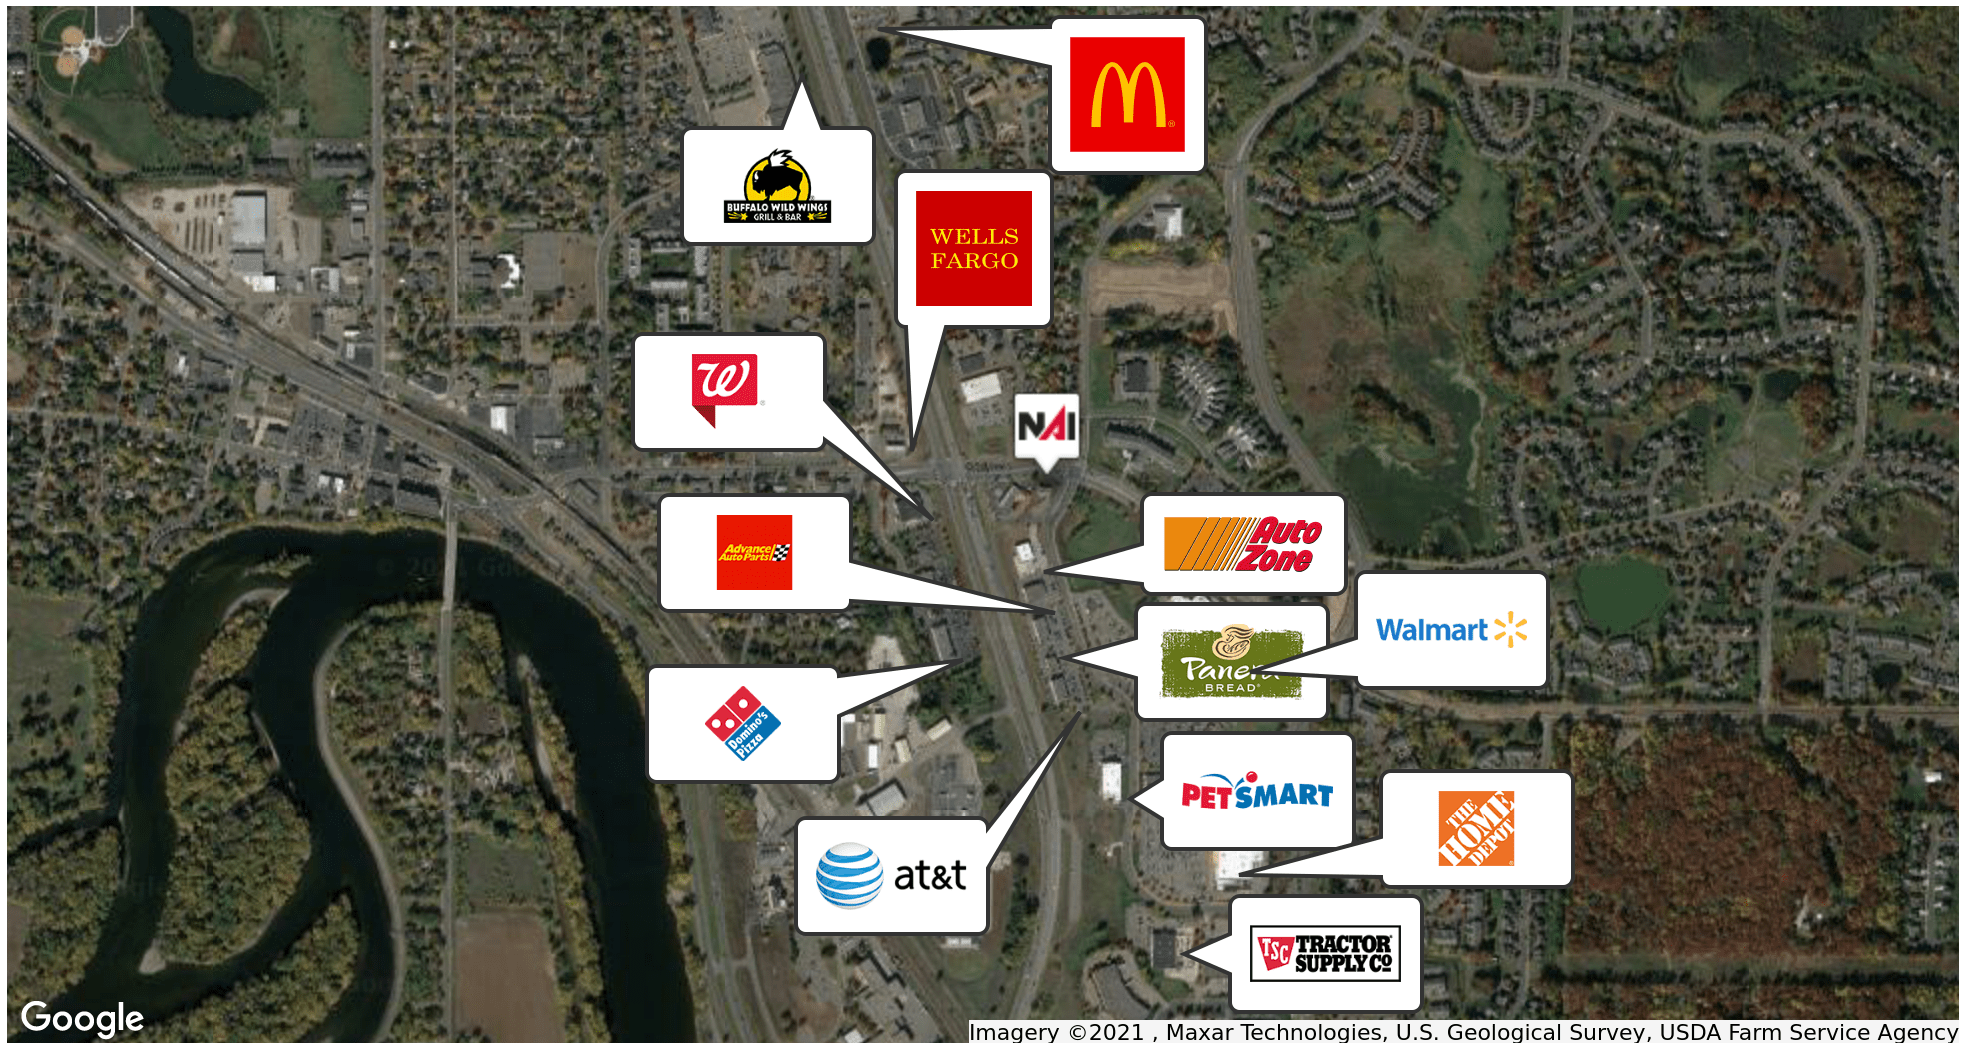 BUFFALO WILD WINGS
GRILL & BAR
WELLS
FARGO
W
NAI
Advance
Auto Parts
Auto
Zone
Panera
BREAD
Walmart
Domino's
Pizza
PETSMART
THE
HOME
DEPOT
at&t
TSC
TRACTOR
SUPPLY CO
Google
Imagery ©2021 , Maxar Technologies, U.S. Geological Survey, USDA Farm Service Agency